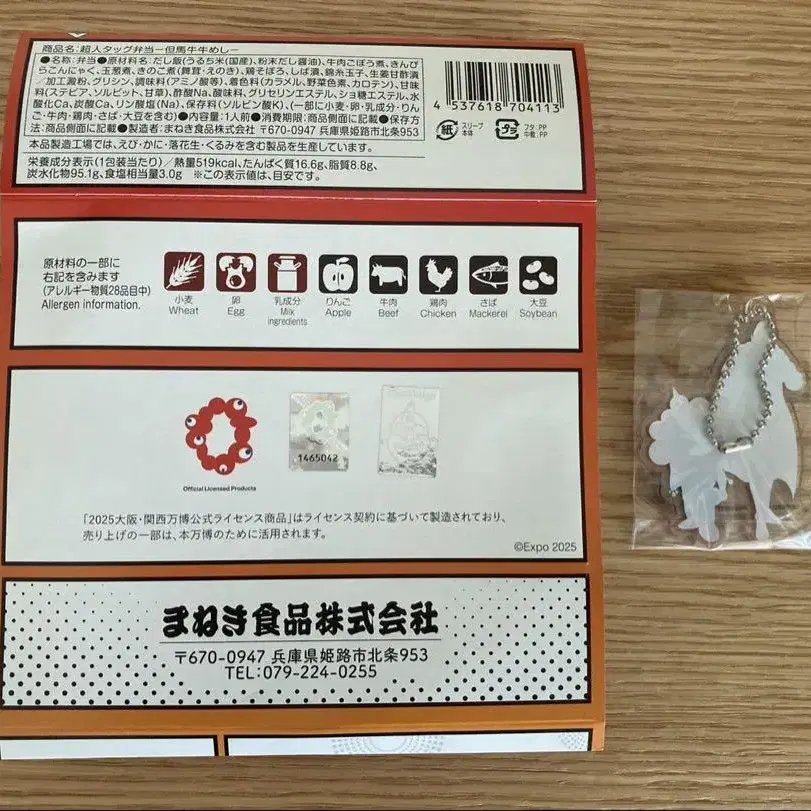 商品名:超人タッグ弁当ー但馬牛牛めしー
●名称:弁当●原材料名:だし飯(うるち米(国産)、粉末だし醤油)、牛肉ごぼう煮、きんぴ
らこんにゃく、玉葱煮、きのこ煮(舞茸・えのき)、鶏そぼろ、しば漬、錦糸玉子、生姜甘酢漬
/加工澱粉、グリシン、調味料(アミノ酸等)、着色料(カラメル、野菜色素、カロテン)、甘味
料(ステビア、ソルビット、甘草)、酢酸Na、酸味料、グリセリンエステル、ショ糖エステル、水
酸化Ca、炭酸Ca、リン酸塩(Na)、保存料(ソルビン酸K)、(一部に小麦・卵・乳成分・りん
ご・牛肉・鶏肉・さば・大豆を含む)●内容量:1人前●消費期限:商品側面に記載●保存方
法:商品側面に記載●製造者:まねき食品株式会社 〒670-0947 兵庫県姫路市北条953
本品製造工場では、えび・かに・落花生・くるみを含む製品を生産しています。
栄養成分表示(1包装当たり)/熱量519kcal、たんぱく質16.6g、脂質8.8g、
炭水化物95.1g、食塩相当量3.0g ※この表示値は、目安です。
4 537618 704113
紙 スリーブ
本体
プラ フタ:PP
中敷:PP
原材料の一部に
右記を含みます
(アレルギー物質28品目中)
Allergen information.
小麦
Wheat
卵
Egg
乳成分
Milk
ingredients
りんご
Apple
牛肉
Beef
鶏肉
Chicken
さば
Mackerel
大豆
Soybean
1465042
Official Licensed Products
「2025大阪・関西万博公式ライセンス商品」はライセンス契約に基づいて製造されており、
売り上げの一部は、本万博のために活用されます。
©Expo 2025
まねき食品株式会社
〒670-0947 兵庫県姫路市北条953
TEL:079-224-0255